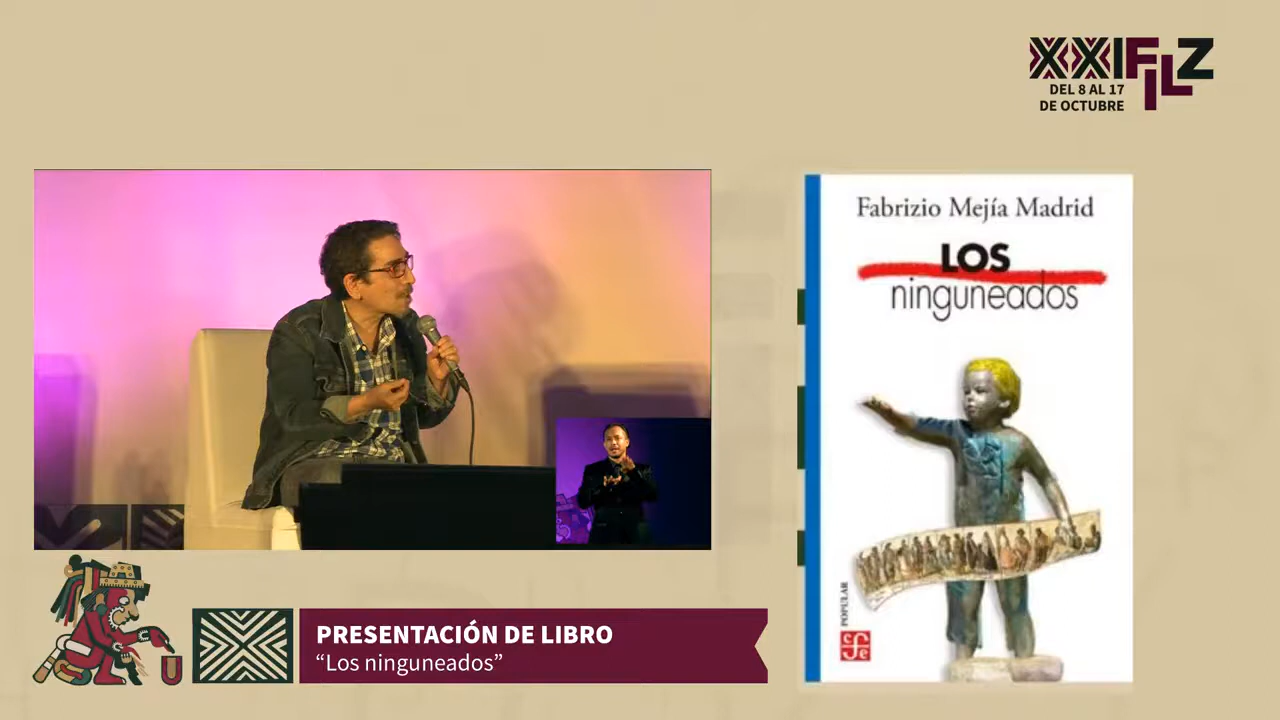 XXI FILZ
DEL 8 AL 17
DE OCTUBRE
Fabrizio Mejía Madrid
LOS
ninguneados
POPULAR
fce
PRESENTACIÓN DE LIBRO
“Los ninguneados”